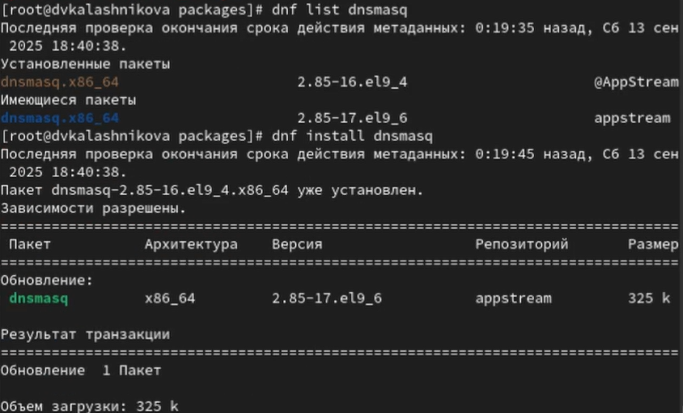 [root@dvkalashnikova packages]# dnf list dnsmasq
Последняя проверка окончания срока действия метаданных: 0:19:35 назад, Сб 13 сен
2025 18:40:38.
Установленные пакеты
dnsmasq.x86_64 2.85-16.el9_4 @AppStream
Имеющиеся пакеты
dnsmasq.x86_64 2.85-17.el9_6 appstream
[root@dvkalashnikova packages]# dnf install dnsmasq
Последняя проверка окончания срока действия метаданных: 0:19:45 назад, Сб 13 сен
2025 18:40:38.
Пакет dnsmasq-2.85-16.el9_4.x86_64 уже установлен.
Зависимости разрешены.
================================================================================
Пакет Архитектура Версия Репозиторий Размер
================================================================================
Обновление:
dnsmasq x86_64 2.85-17.el9_6 appstream 325 k
Результат транзакции
================================================================================
Обновление 1 Пакет
Объем загрузки: 325 k